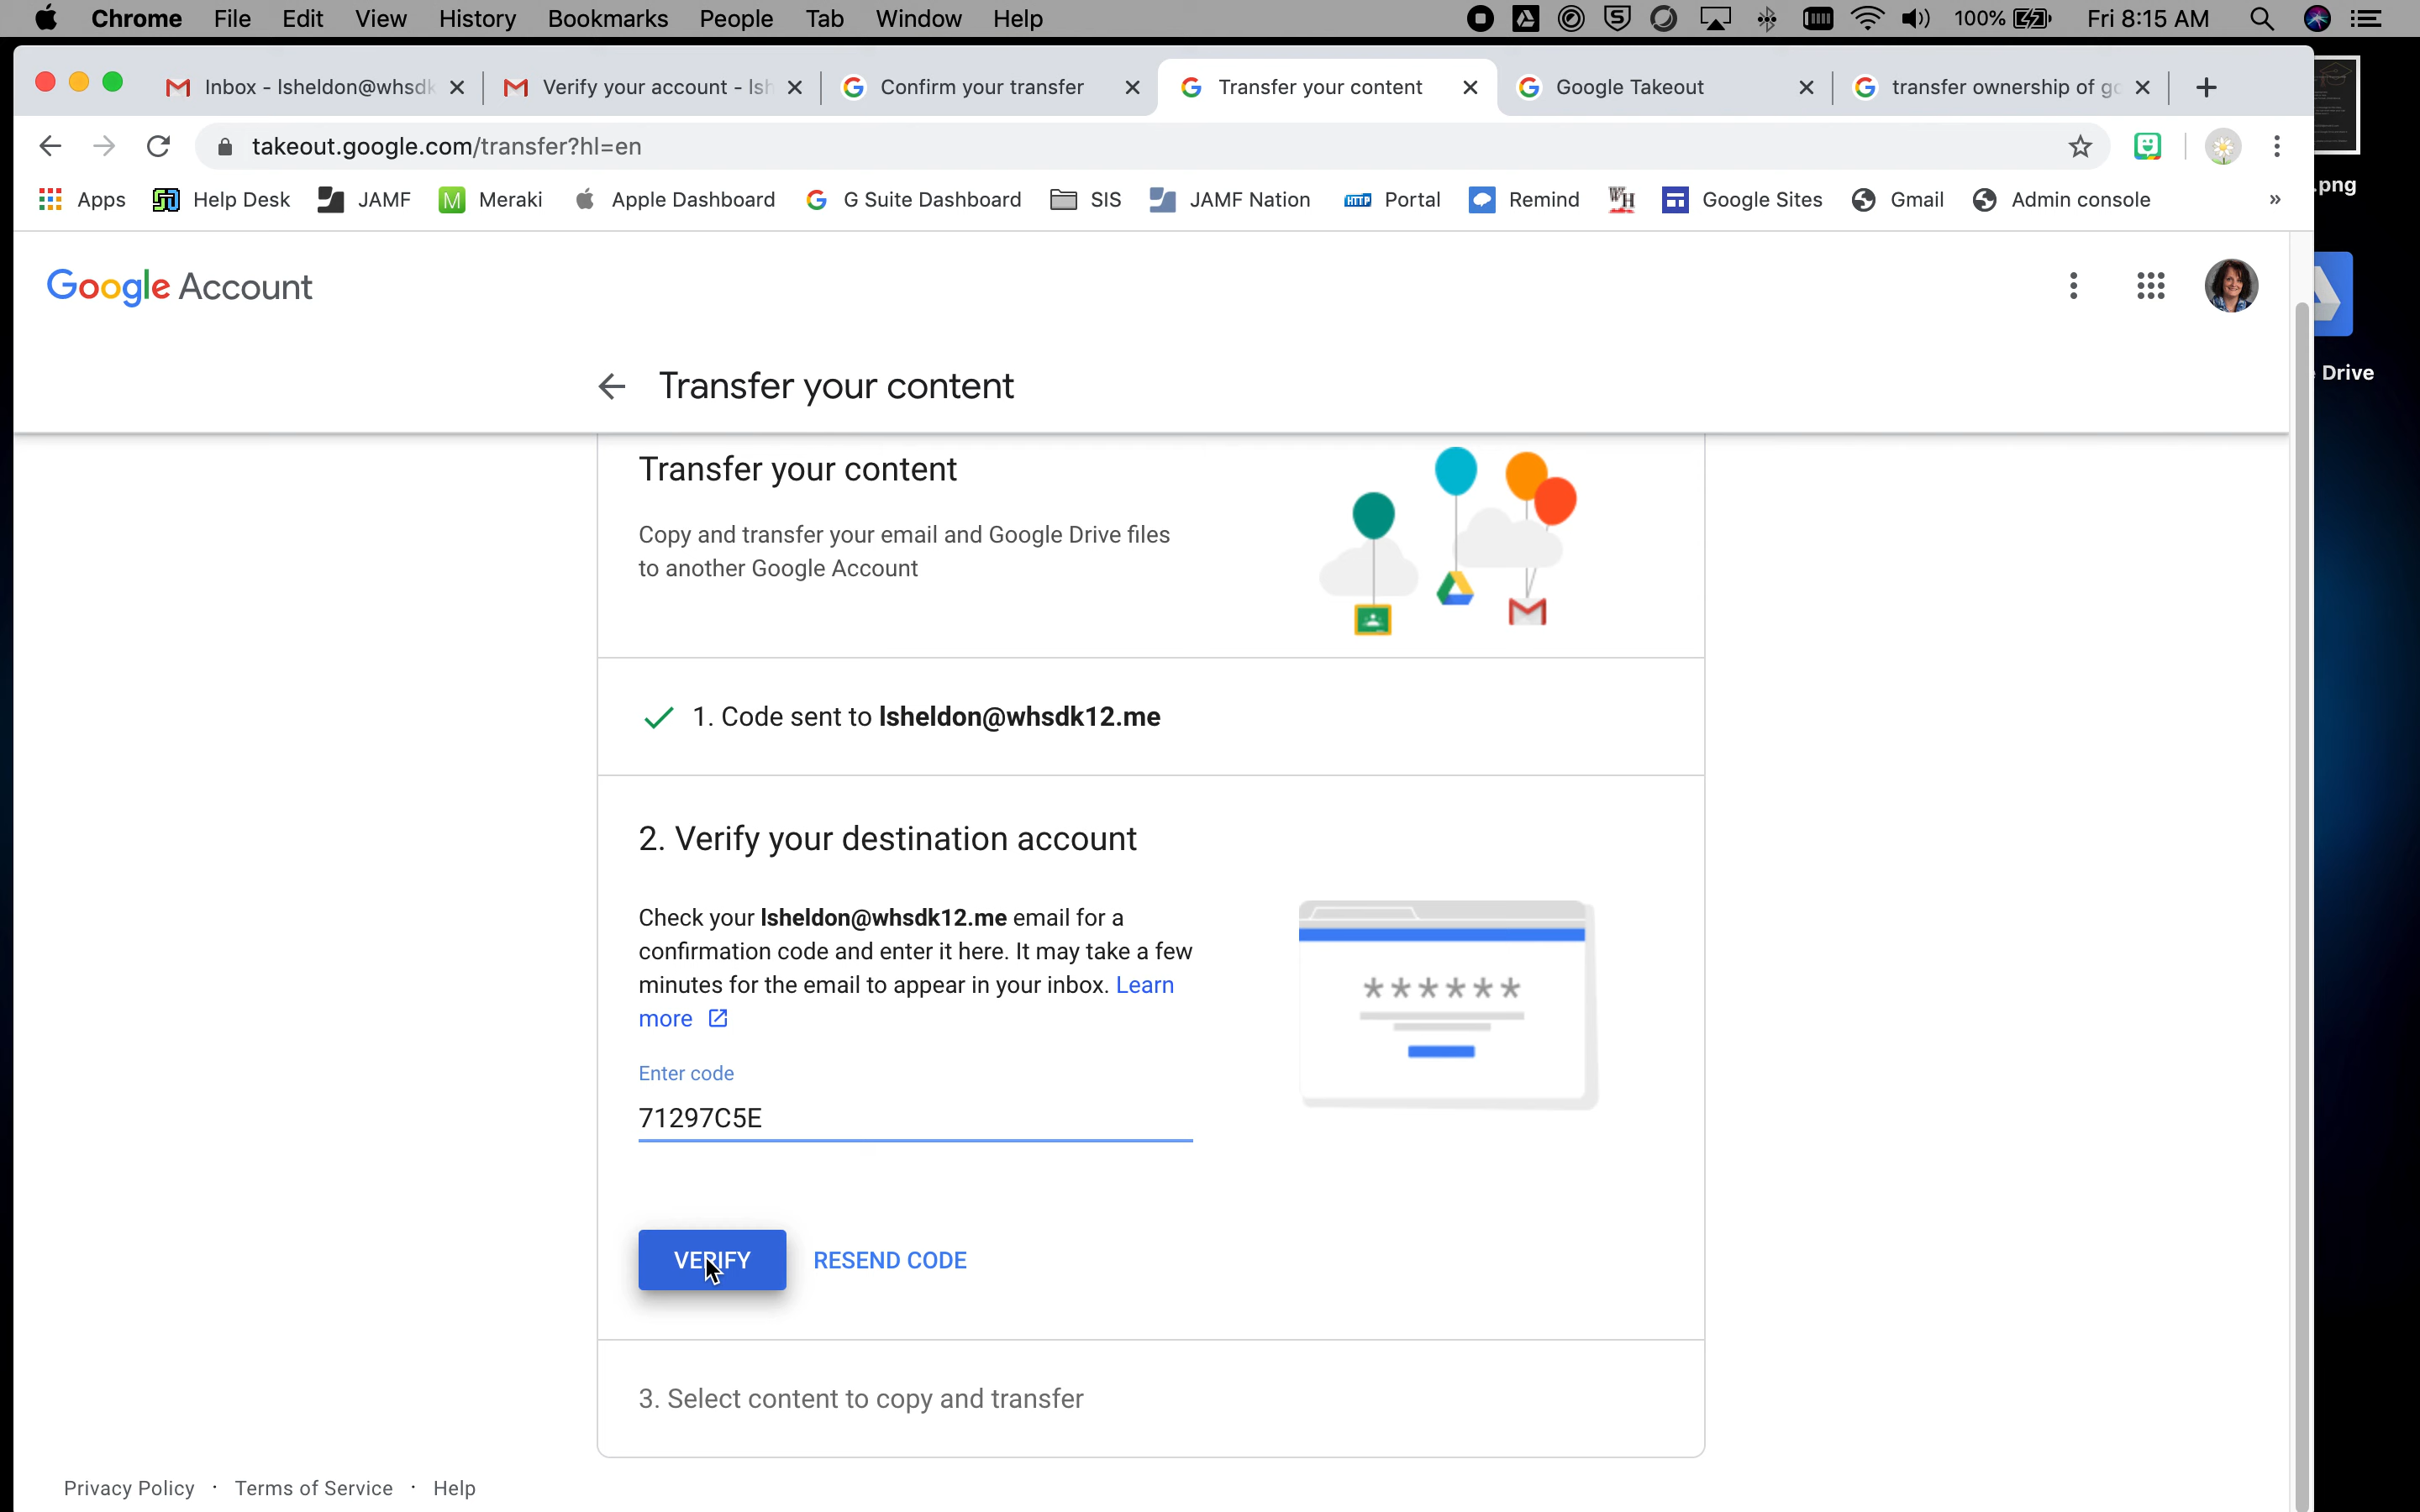 Chrome File Edit View History Bookmarks People Tab Window Help 100% Fri 8:15 AM
Inbox - lsheldon@whsdk Verify your account - lsh Confirm your transfer Transfer your content Google Takeout transfer ownership of go
takeout.google.com/transfer?hl=en
Apps Help Desk JAMF M Meraki Apple Dashboard G Suite Dashboard SIS JAMF Nation HTTP Portal Remind WH Google Sites Gmail Admin console »
.png
Google Account
Drive
Transfer your content
Transfer your content
Copy and transfer your email and Google Drive files
to another Google Account
1. Code sent to lsheldon@whsdk12.me
2. Verify your destination account
Check your lsheldon@whsdk12.me email for a
confirmation code and enter it here. It may take a few
minutes for the email to appear in your inbox. Learn
more
******
Enter code
71297C5E
VERIFY RESEND CODE
3. Select content to copy and transfer
Privacy Policy · Terms of Service · Help